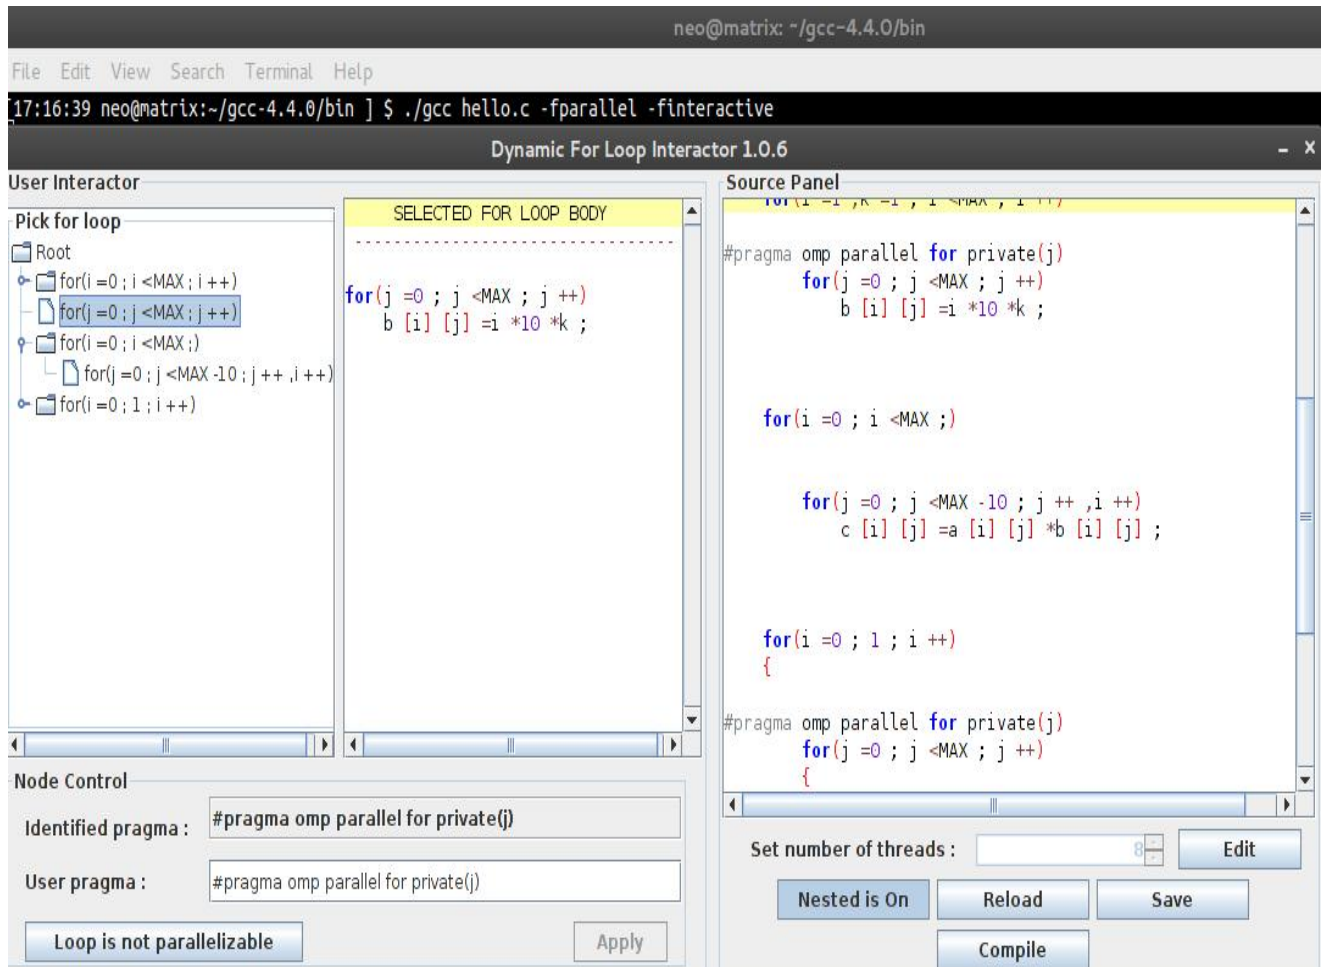 neo@matrix: ~/gcc-4.4.0/bin
File Edit View Search Terminal Help
[17:16:39 neo@matrix:~/gcc-4.4.0/bin ] $ ./gcc hello.c -fparallel -finteractive
Dynamic For Loop Interactor 1.0.6
User Interactor
Pick for loop
Root
for(i =0 ; i <MAX ; i ++)
for(j =0 ; j <MAX ; j ++)
for(i =0 ; i <MAX ;)
for(j =0 ; j <MAX -10 ; j ++ ,i ++)
for(i =0 ; 1 ; i ++)
SELECTED FOR LOOP BODY
---------------------------------
for(j =0 ; j <MAX ; j ++)
b [i] [j] =i *10 *k ;
Source Panel
for(i =1 ,k =1 ; i <MAX ; i ++)
#pragma omp parallel for private(j)
for(j =0 ; j <MAX ; j ++)
b [i] [j] =i *10 *k ;
for(i =0 ; i <MAX ;)
for(j =0 ; j <MAX -10 ; j ++ ,i ++)
c [i] [j] =a [i] [j] *b [i] [j] ;
for(i =0 ; 1 ; i ++)
{
#pragma omp parallel for private(j)
for(j =0 ; j <MAX ; j ++)
{
Node Control
Identified pragma : #pragma omp parallel for private(j)
User pragma : #pragma omp parallel for private(j)
Loop is not parallelizable Apply
Set number of threads : 8 Edit
Nested is On Reload Save
Compile